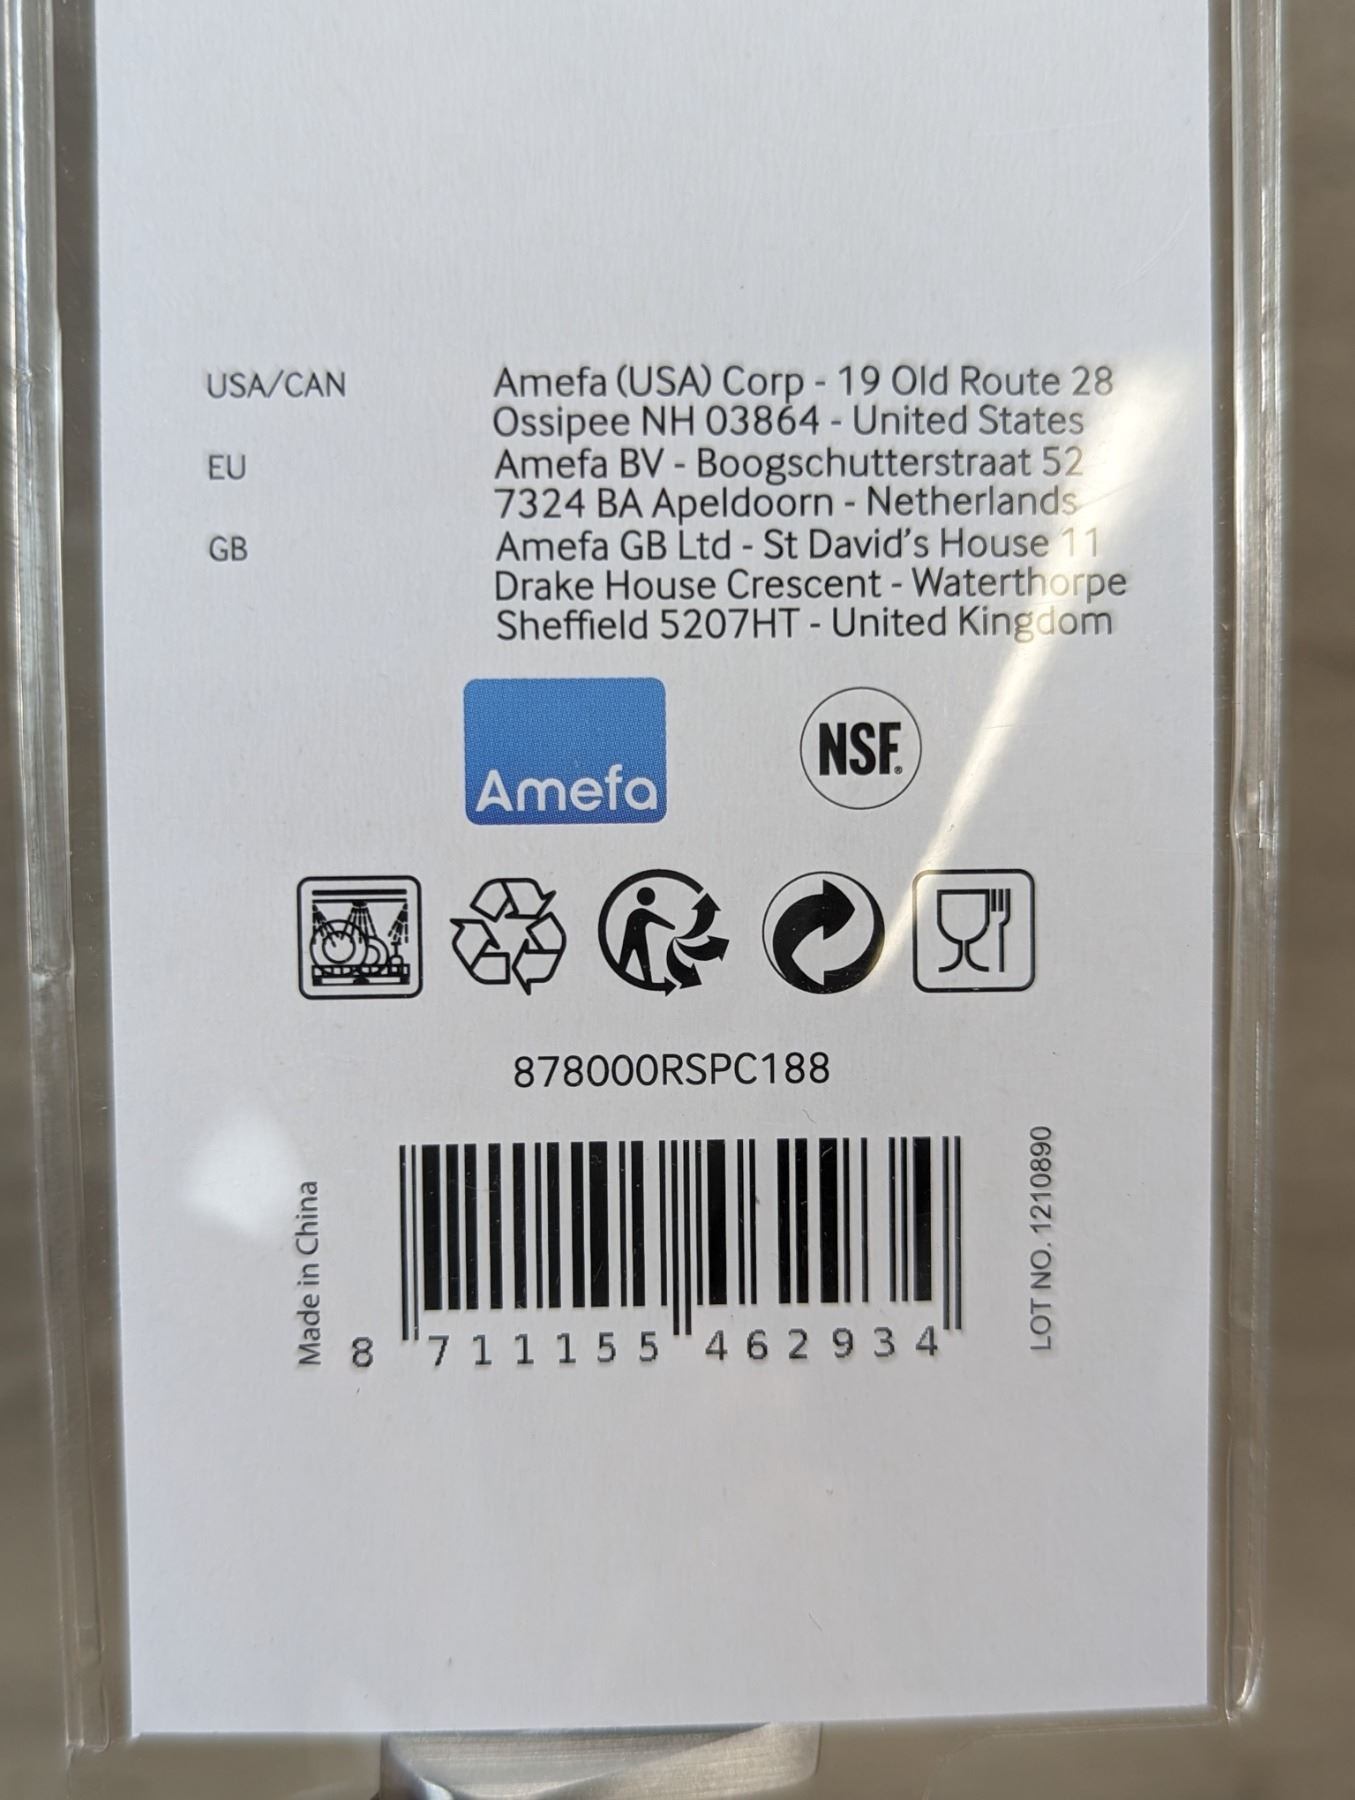 USA/CAN Amefa (USA) Corp - 19 Old Route 28
Ossipee NH 03864 - United States
EU Amefa BV - Boogschutterstraat 52
7324 BA Apeldoorn - Netherlands
GB Amefa GB Ltd - St David's House 11
Drake House Crescent - Waterthorpe
Sheffield 5207HT - United Kingdom
Amefa
NSF®
878000RSPC188
Made in China
8 711155 462934
LOT NO. 1210890